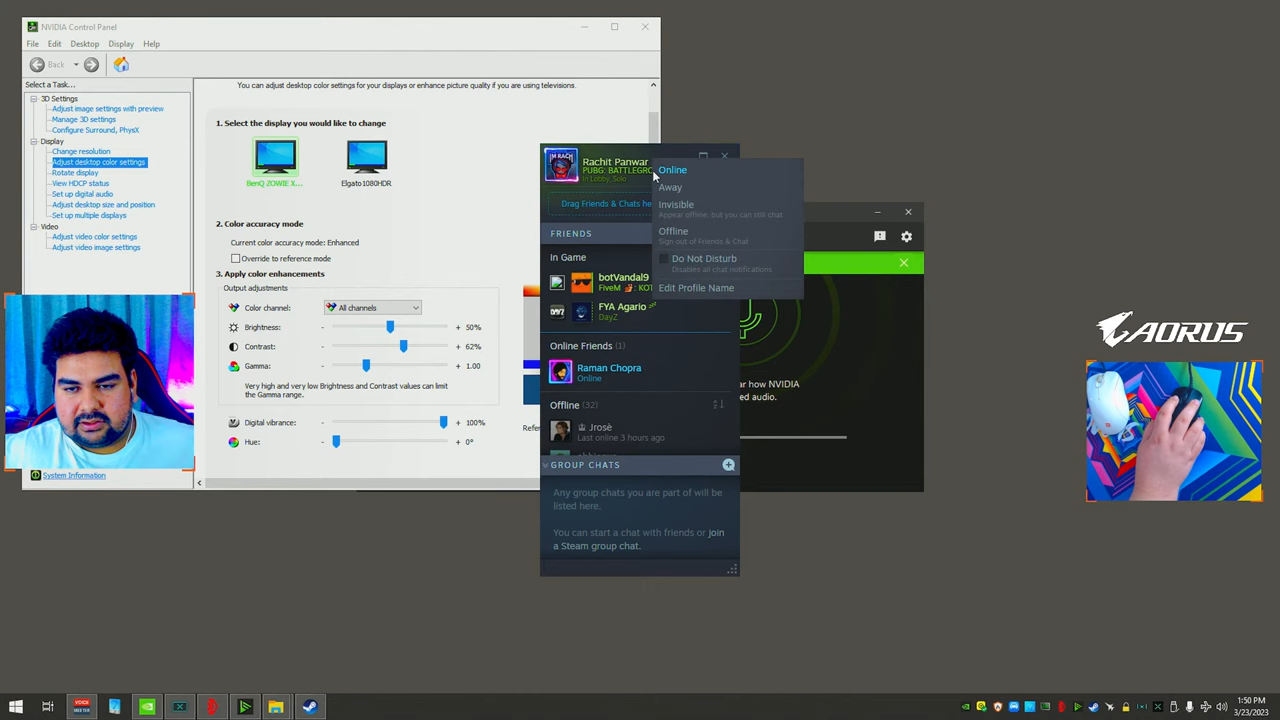 NVIDIA Control Panel
File Edit Desktop Display Help
Back
Select a Task...
3D Settings
Adjust image settings with preview
Manage 3D settings
Configure Surround, PhysX
Display
Change resolution
Adjust desktop color settings
Rotate display
View HDCP status
Set up digital audio
Adjust desktop size and position
Set up multiple displays
Video
Adjust video color settings
Adjust video image settings
System Information
You can adjust desktop color settings for your displays or enhance picture quality if you are using televisions.
1. Select the display you would like to change
BenQ ZOWIE X...
Elgato1080HDR
2. Color accuracy mode
Current color accuracy mode: Enhanced
Override to reference mode
3. Apply color enhancements
Output adjustments
Color channel: All channels
Brightness: - + 50%
Contrast: - + 62%
Gamma: - + 1.00
Very high and very low Brightness and Contrast values can limit
the Gamma range.
Digital vibrance: - + 100%
Hue: - + 0°
Refer
IM RACH
Rachit Panwar
PUBG: BATTLEGRO
In Lobby, Solo
Drag Friends & Chats he
FRIENDS
In Game
botVandal9
FiveM : KOT
FYA Agario
DayZ
Online Friends (1)
Raman Chopra
Online
Offline (32)
Jrosè
Last online 3 hours ago
GROUP CHATS
Any group chats you are part of will be
listed here.
You can start a chat with friends or join
a Steam group chat.
Online
Away
Invisible
Appear offline, but you can still chat
Offline
Sign out of Friends & Chat
Do Not Disturb
Disables all chat notifications
Edit Profile Name
ar how NVIDIA
ed audio.
AORUS
VOICE
MEETER
1:50 PM
3/23/2023